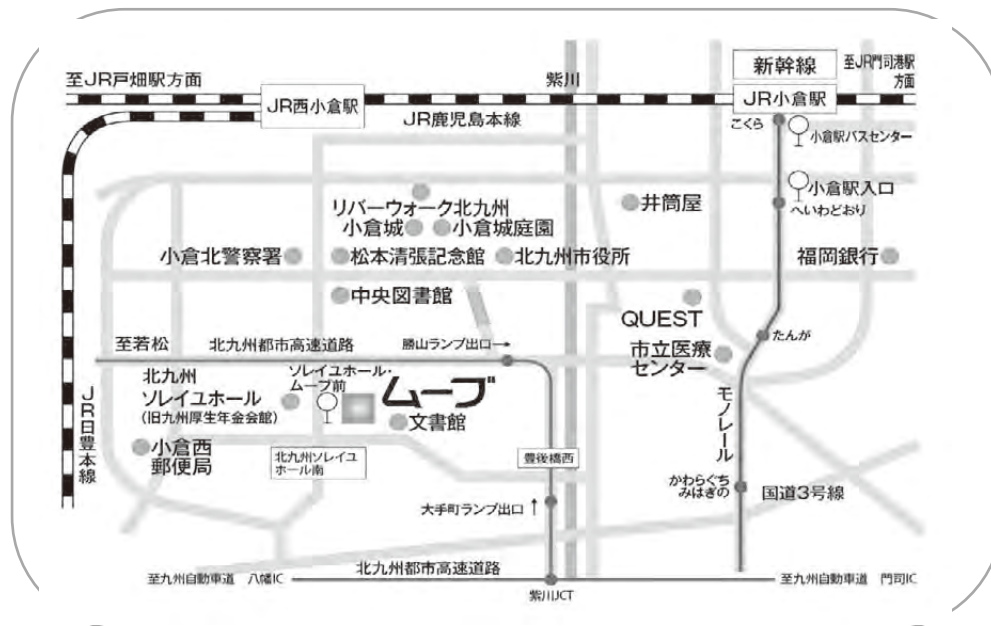 新幹線
至JR門司港駅
方面
至JR戸畑駅方面
紫川
JR西小倉駅
JR小倉駅
JR鹿児島本線
こくら
小倉駅バスセンター
小倉駅入口
へいわどおり
リバーウォーク北九州
井筒屋
小倉城
小倉城庭園
小倉北警察署
松本清張記念館
北九州市役所
福岡銀行
中央図書館
QUEST
たんが
至若松
北九州都市高速道路
勝山ランプ出口→
市立医療
センター
北九州
ソレイユホール
(旧九州厚生年金会館)
ソレイユホール・
ムーブ前
ムーブ
文書館
モノレール
JR日豊本線
小倉西
郵便局
北九州ソレイユ
ホール南
豊後橋西
かわらぐち
みはぎの
国道3号線
大手町ランプ出口↑
北九州都市高速道路
至九州自動車道 八幡IC
至九州自動車道 門司IC
紫川JCT